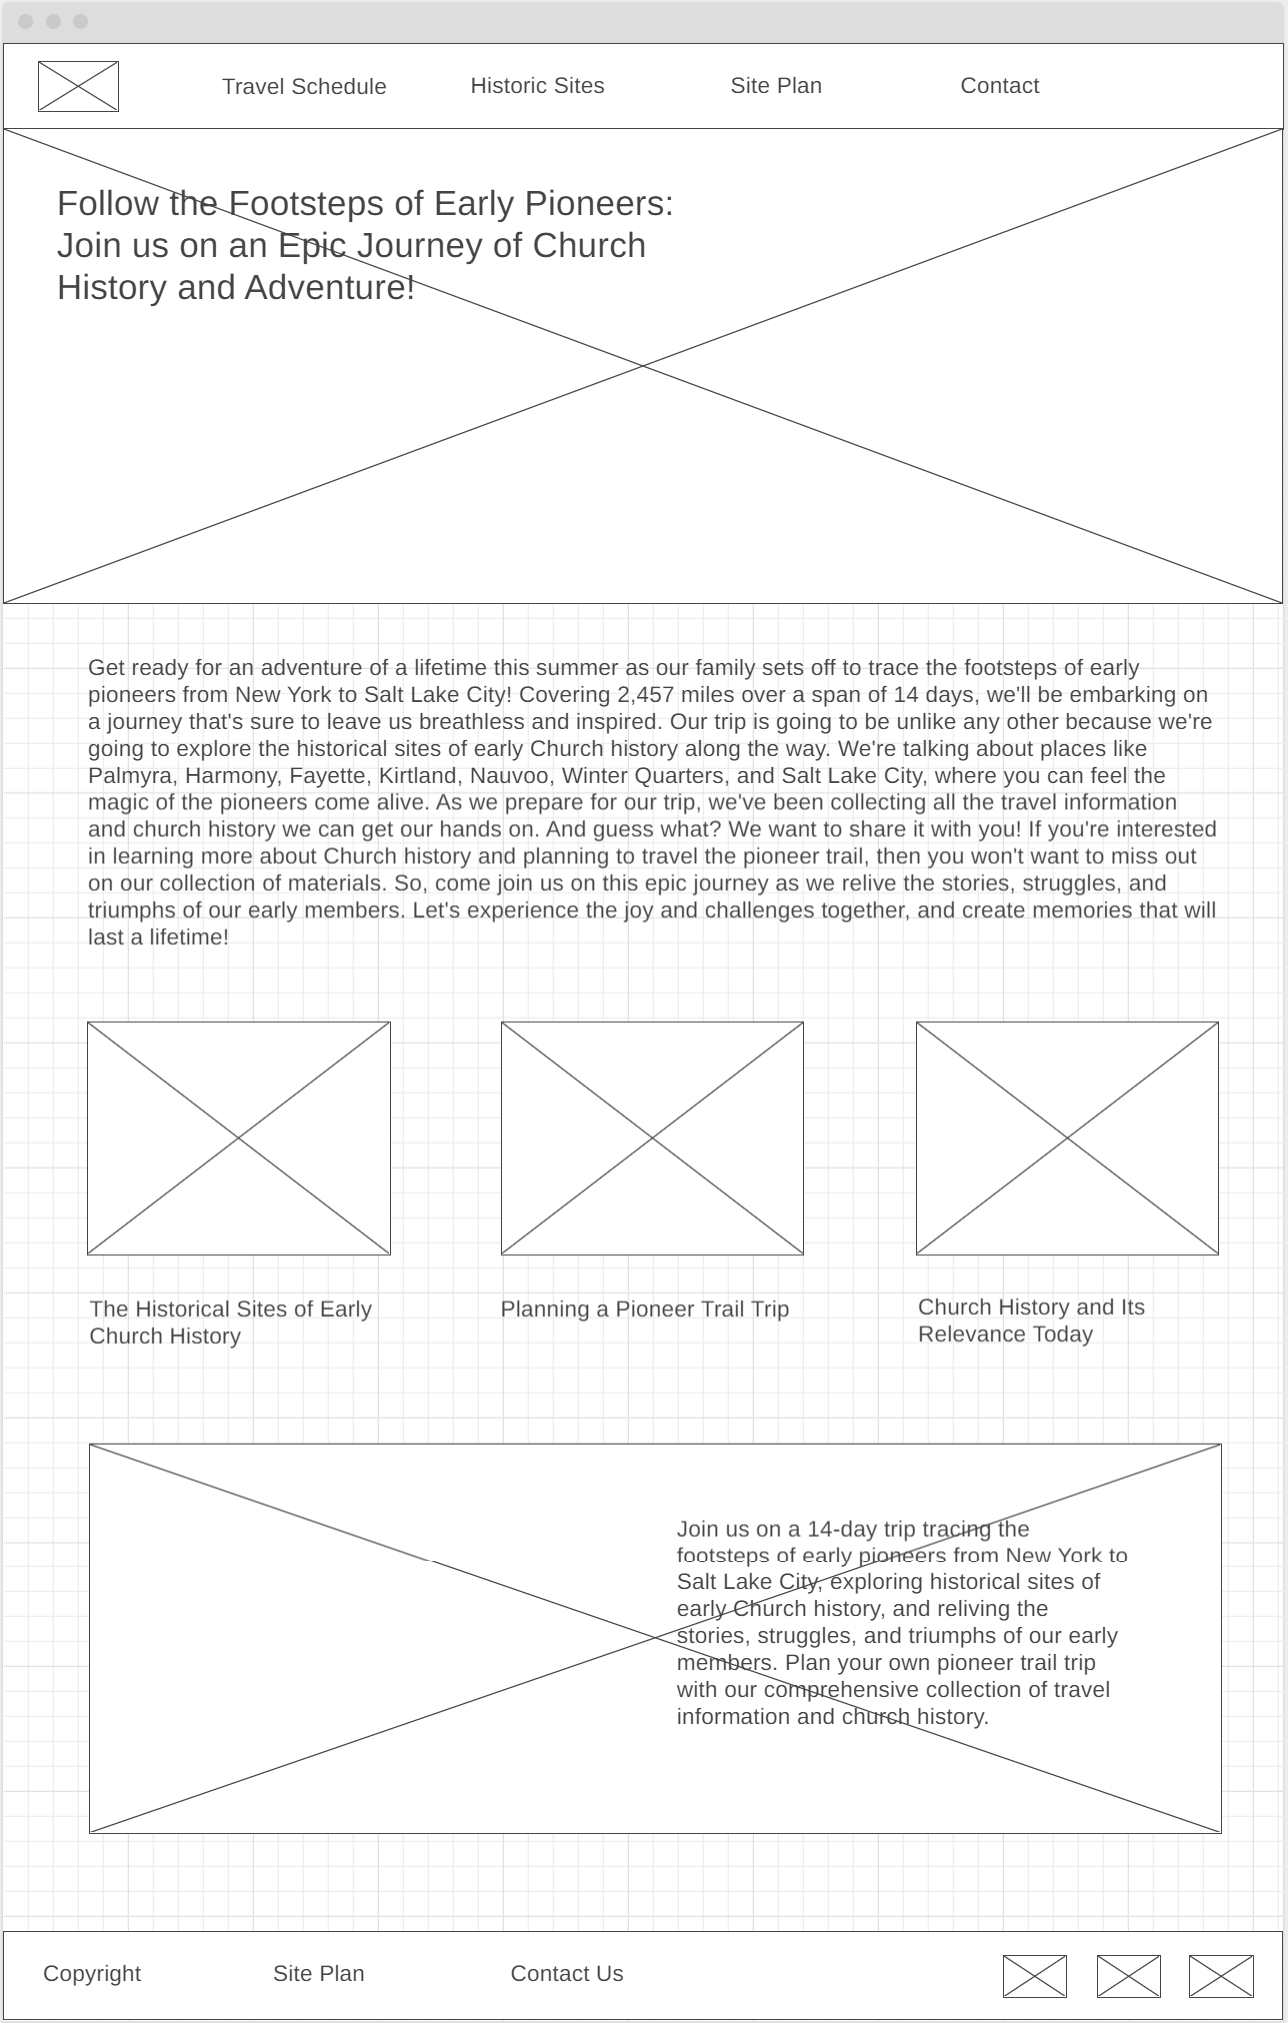 Travel Schedule Historic Sites Site Plan Contact
Follow the Footsteps of Early Pioneers:
Join us on an Epic Journey of Church
History and Adventure!
Get ready for an adventure of a lifetime this summer as our family sets off to trace the footsteps of early
pioneers from New York to Salt Lake City! Covering 2,457 miles over a span of 14 days, we'll be embarking on
a journey that's sure to leave us breathless and inspired. Our trip is going to be unlike any other because we're
going to explore the historical sites of early Church history along the way. We're talking about places like
Palmyra, Harmony, Fayette, Kirtland, Nauvoo, Winter Quarters, and Salt Lake City, where you can feel the
magic of the pioneers come alive. As we prepare for our trip, we've been collecting all the travel information
and church history we can get our hands on. And guess what? We want to share it with you! If you're interested
in learning more about Church history and planning to travel the pioneer trail, then you won't want to miss out
on our collection of materials. So, come join us on this epic journey as we relive the stories, struggles, and
triumphs of our early members. Let's experience the joy and challenges together, and create memories that will
last a lifetime!
The Historical Sites of Early
Church History
Planning a Pioneer Trail Trip
Church History and Its
Relevance Today
Join us on a 14-day trip tracing the
footsteps of early pioneers from New York to
Salt Lake City, exploring historical sites of
early Church history, and reliving the
stories, struggles, and triumphs of our early
members. Plan your own pioneer trail trip
with our comprehensive collection of travel
information and church history.
Copyright Site Plan Contact Us